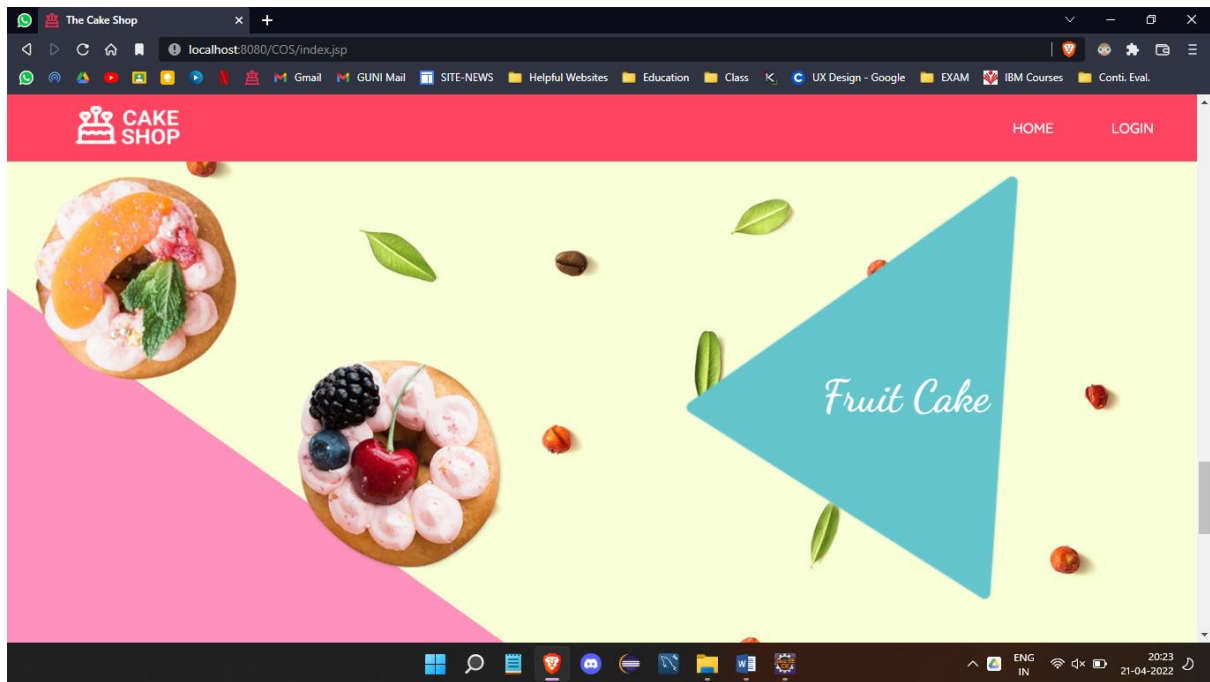 The Cake Shop
localhost:8080/COS/index.jsp
Gmail
GUNI Mail
SITE-NEWS
Helpful Websites
Education
Class
UX Design - Google
EXAM
IBM Courses
Conti. Eval.
CAKE
SHOP
HOME
LOGIN
Fruit Cake
ENG
IN
20:23
21-04-2022